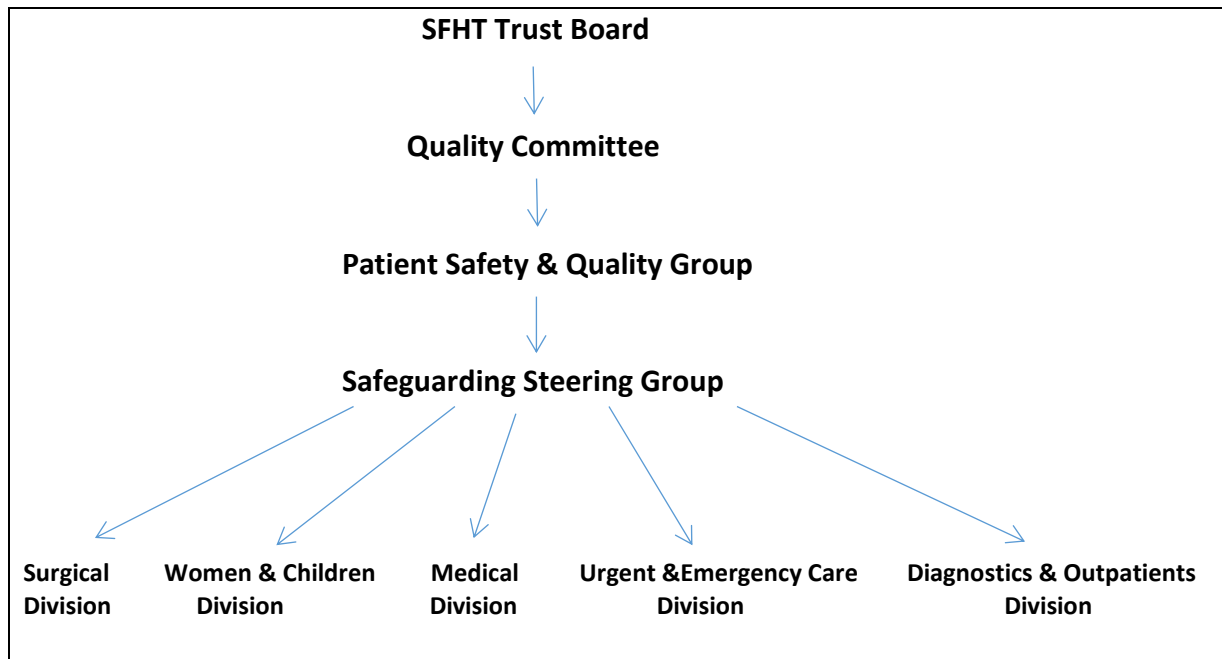 SFHT Trust Board
Quality Committee
Patient Safety & Quality Group
Safeguarding Steering Group
Surgical
Division
Women & Children
Division
Medical
Division
Urgent &Emergency Care
Division
Diagnostics & Outpatients
Division